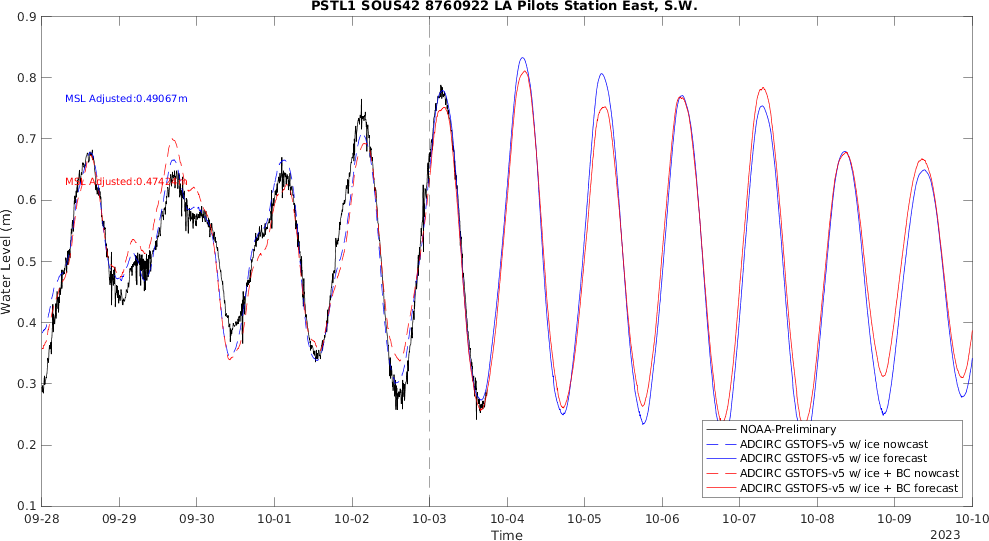 PSTL1 SOUS42 8760922 LA Pilots Station East, S.W.
0.9
0.8
0.7
0.6
0.5
0.4
0.3
0.2
0.1
Water Level (m)
MSL Adjusted:0.49067m
MSL
09-28
09-29
09-30
10-01
10-02
10-03
10-04
10-05
10-06
10-07
10-08
10-09
10-10
Time
2023
NOAA-Preliminary
ADCIRC GSTOFS-v5 w/ ice nowcast
ADCIRC GSTOFS-v5 w/ ice forecast
ADCIRC GSTOFS-v5 w/ ice + BC nowcast
ADCIRC GSTOFS-v5 w/ ice + BC forecast